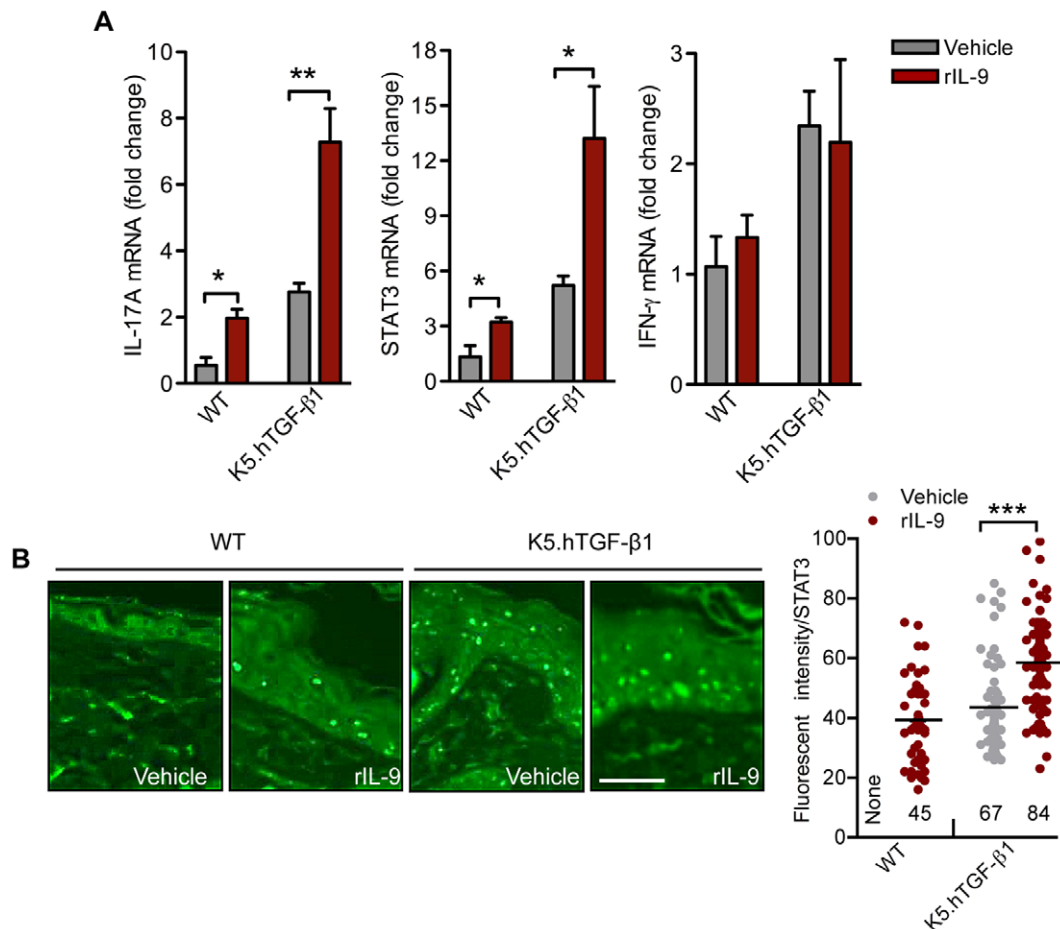 A
IL-17A mRNA (fold change)
10
8
6
4
2
0
*
**
WT
K5.hTGF-β1
STAT3 mRNA (fold change)
18
15
12
9
6
3
0
*
*
WT
K5.hTGF-β1
IFN-γ mRNA (fold change)
3
2
1
0
WT
K5.hTGF-β1
Vehicle
rIL-9
B
WT
K5.hTGF-β1
Vehicle
rIL-9
Vehicle
rIL-9
Vehicle
rIL-9
***
Fluorescent intensity/STAT3
100
80
60
40
20
0
None
45
67
84
WT
K5.hTGF-β1